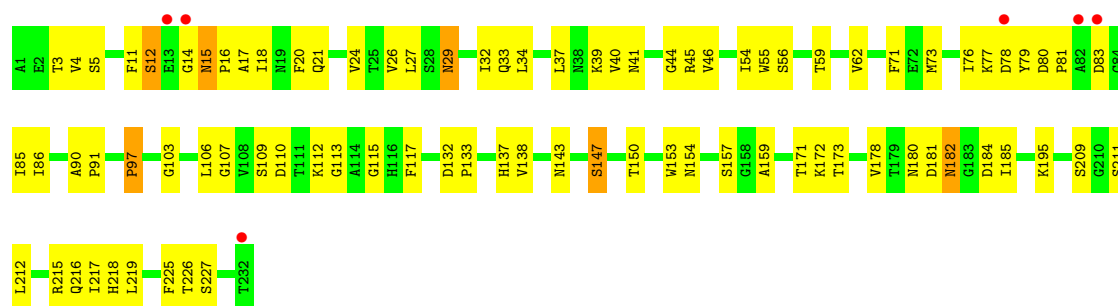 A1 E2 T3 V4 S5 F11 S12 E13 G14 N15 P16 A17 I18 N19 F20 Q21 V24 T25 V26 L27 S28 N29 I32 Q33 L34 L37 N38 K39 V40 N41 G44 R45 V46 I54 W55 S56 T59 V62 F71 E72 M73 I76 K77 D78 Y79 D80 P81 A82 D83 G84
I85 I86 A90 P91 P97 G103 L106 G107 V108 S109 D110 T111 K112 G113 A114 G115 H116 F117 D132 P133 H137 V138 N143 S147 T150 W153 N154 S157 G158 A159 T171 K172 T173 V178 T179 N180 D181 N182 G183 D184 I185 K195 S209 G210 S211
L212 R215 Q216 I217 H218 L219 F225 T226 S227 T232